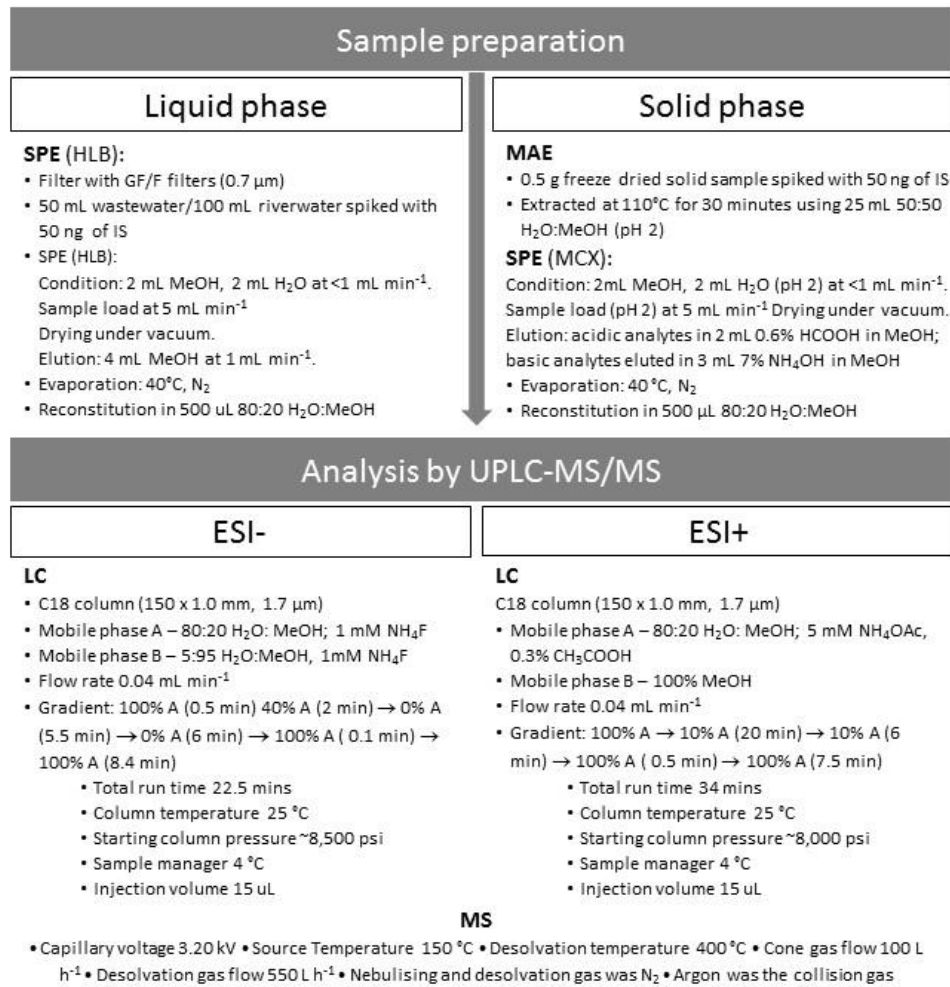 Sample preparation
Liquid phase
SPE (HLB):
• Filter with GF/F filters (0.7 µm)
• 50 mL wastewater/100 mL riverwater spiked with
50 ng of IS
• SPE (HLB):
Condition: 2 mL MeOH, 2 mL H₂O at <1 mL min⁻¹.
Sample load at 5 mL min⁻¹
Drying under vacuum.
Elution: 4 mL MeOH at 1 mL min⁻¹.
• Evaporation: 40°C, N₂
• Reconstitution in 500 uL 80:20 H₂O:MeOH
Solid phase
MAE
• 0.5 g freeze dried solid sample spiked with 50 ng of IS
• Extracted at 110°C for 30 minutes using 25 mL 50:50
H₂O:MeOH (pH 2)
SPE (MCX):
Condition: 2mL MeOH, 2 mL H₂O (pH 2) at <1 mL min⁻¹.
Sample load (pH 2) at 5 mL min⁻¹ Drying under vacuum.
Elution: acidic analytes in 2 mL 0.6% HCOOH in MeOH;
basic analytes eluted in 3 mL 7% NH₄OH in MeOH
• Evaporation: 40 °C, N₂
• Reconstitution in 500 µL 80:20 H₂O:MeOH
Analysis by UPLC-MS/MS
ESI-
LC
• C18 column (150 x 1.0 mm, 1.7 µm)
• Mobile phase A – 80:20 H₂O: MeOH; 1 mM NH₄F
• Mobile phase B – 5:95 H₂O:MeOH, 1mM NH₄F
• Flow rate 0.04 mL min⁻¹
• Gradient: 100% A (0.5 min) 40% A (2 min) → 0% A
(5.5 min) → 0% A (6 min) → 100% A ( 0.1 min) →
100% A (8.4 min)
• Total run time 22.5 mins
• Column temperature 25 °C
• Starting column pressure ~8,500 psi
• Sample manager 4 °C
• Injection volume 15 uL
ESI+
LC
C18 column (150 x 1.0 mm, 1.7 µm)
• Mobile phase A – 80:20 H₂O: MeOH; 5 mM NH₄OAc,
0.3% CH₃COOH
• Mobile phase B – 100% MeOH
• Flow rate 0.04 mL min⁻¹
• Gradient: 100% A → 10% A (20 min) → 10% A (6
min) → 100% A ( 0.5 min) → 100% A (7.5 min)
• Total run time 34 mins
• Column temperature 25 °C
• Starting column pressure ~8,000 psi
• Sample manager 4 °C
• Injection volume 15 uL
MS
• Capillary voltage 3.20 kV • Source Temperature 150 °C • Desolvation temperature 400 °C • Cone gas flow 100 L
h⁻¹ • Desolvation gas flow 550 L h⁻¹ • Nebulising and desolvation gas was N₂ • Argon was the collision gas